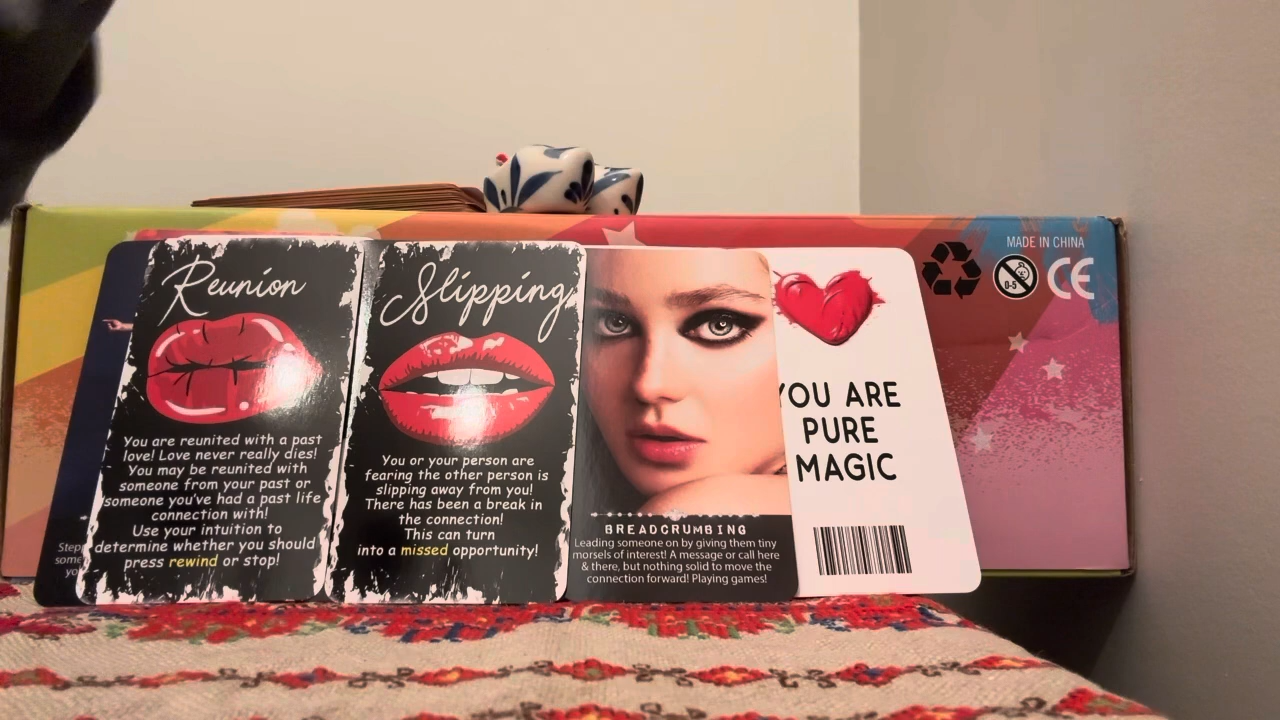 MADE IN CHINA
0-5
CE
Reunion
You are reunited with a past
love! Love never really dies!
You may be reunited with
someone from your past or
someone you've had a past life
connection with!
Use your intuition to
determine whether you should
press rewind or stop!
Slipping
You or your person are
fearing the other person is
slipping away from you!
There has been a break in
the connection!
This can turn
into a missed opportunity!
BREADCRUMBING
Leading someone on by giving them tiny
morsels of interest! A message or call here
& there, but nothing solid to move the
connection forward! Playing games!
YOU ARE
PURE
MAGIC